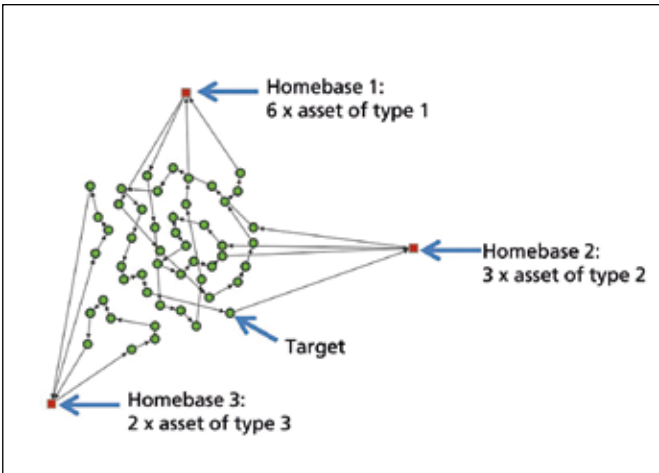 Homebase 1:
6 x asset of type 1
Homebase 2:
3 x asset of type 2
Target
Homebase 3:
2 x asset of type 3